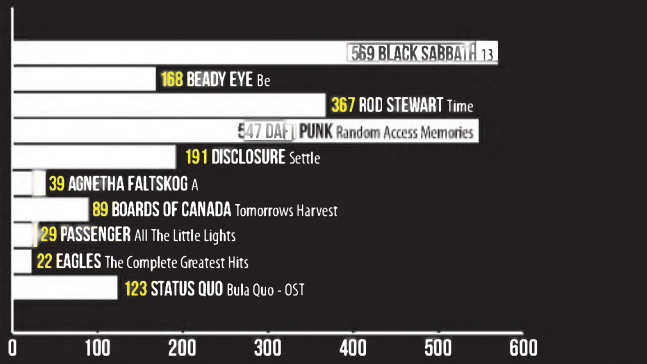 569 BLACK SABBATH 13
168 BEADY EYE Be
367 ROD STEWART Time
547 DAFT PUNK Random Access Memories
191 DISCLOSURE Settle
39 AGNETHA FALTSKOG A
89 BOARDS OF CANADA Tomorrows Harvest
29 PASSENGER All The Little Lights
22 EAGLES The Complete Greatest Hits
123 STATUS QUO Bula Quo - OST
0 100 200 300 400 500 600